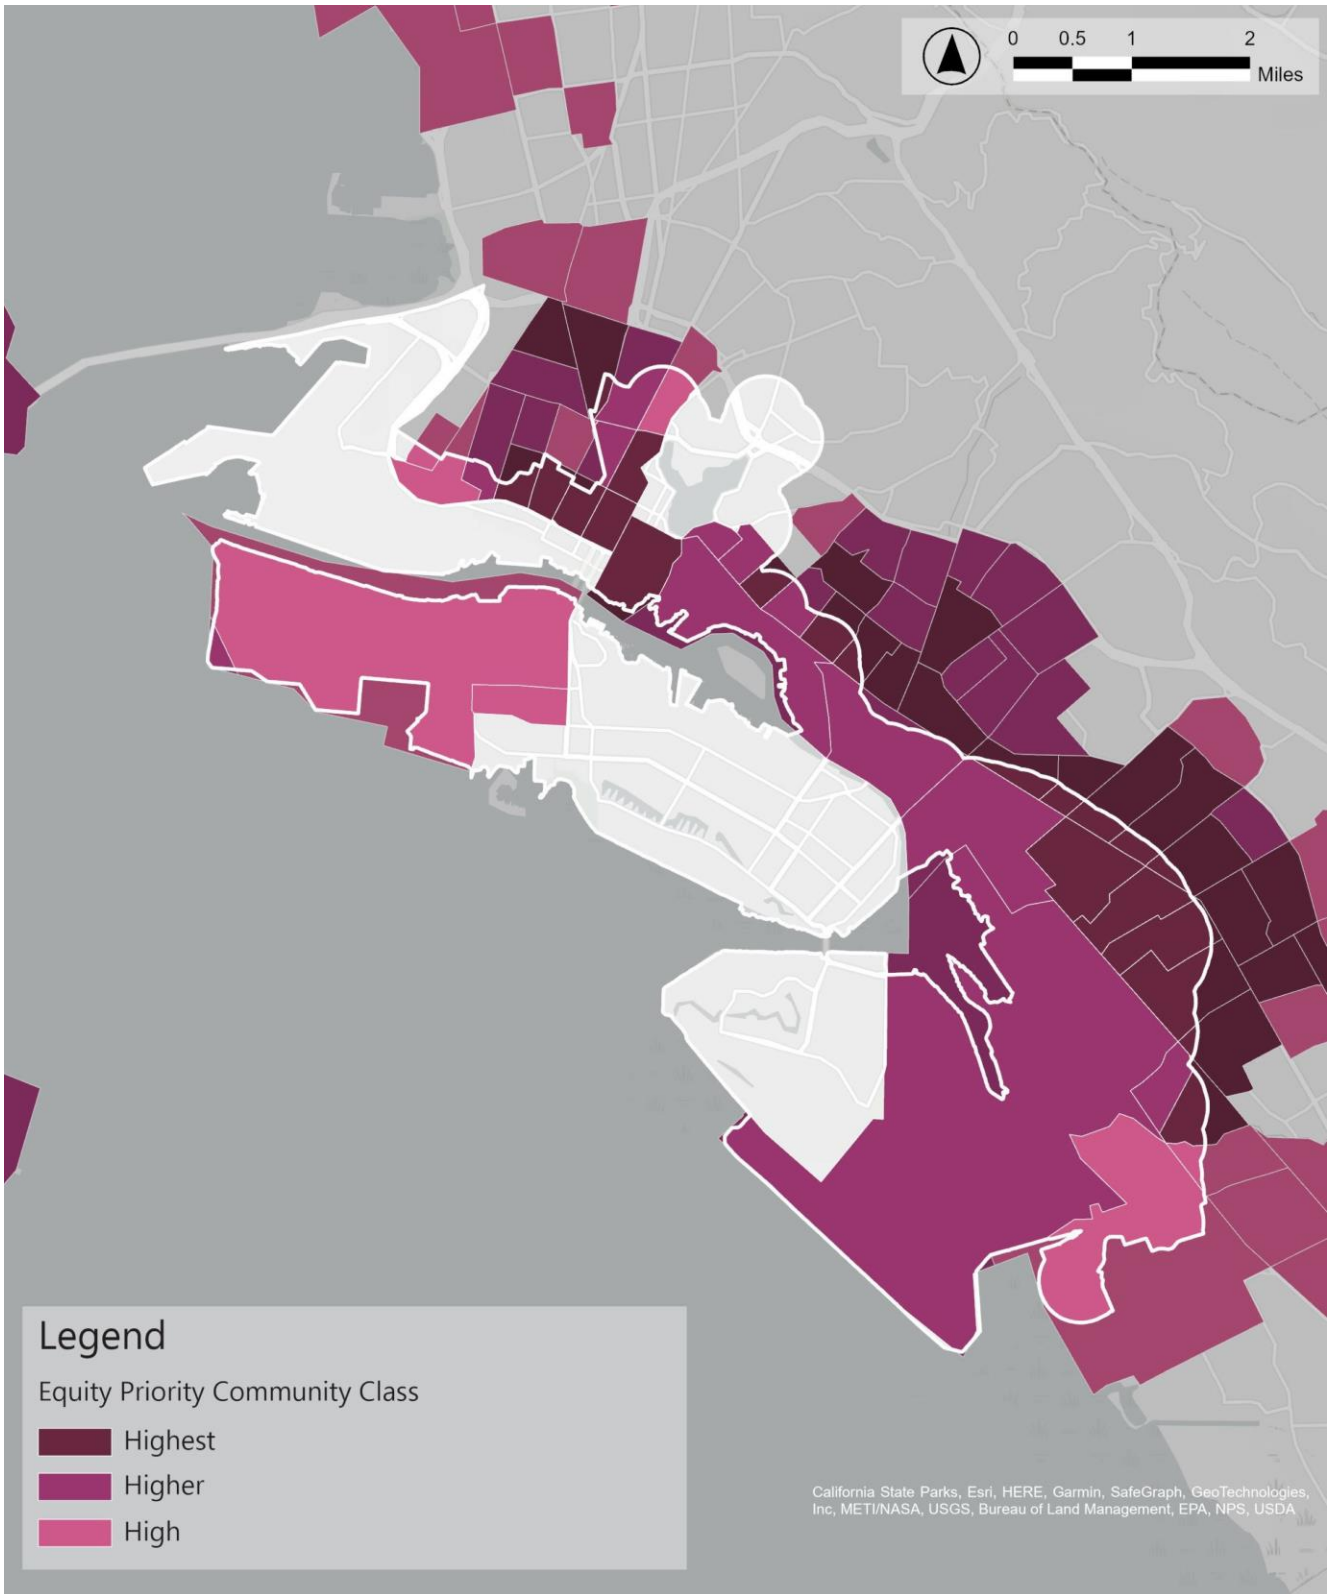 0 0.5 1 2
Miles
Legend
Equity Priority Community Class
Highest
Higher
High
California State Parks, Esri, HERE, Garmin, SafeGraph, GeoTechnologies,
Inc, METI/NASA, USGS, Bureau of Land Management, EPA, NPS, USDA